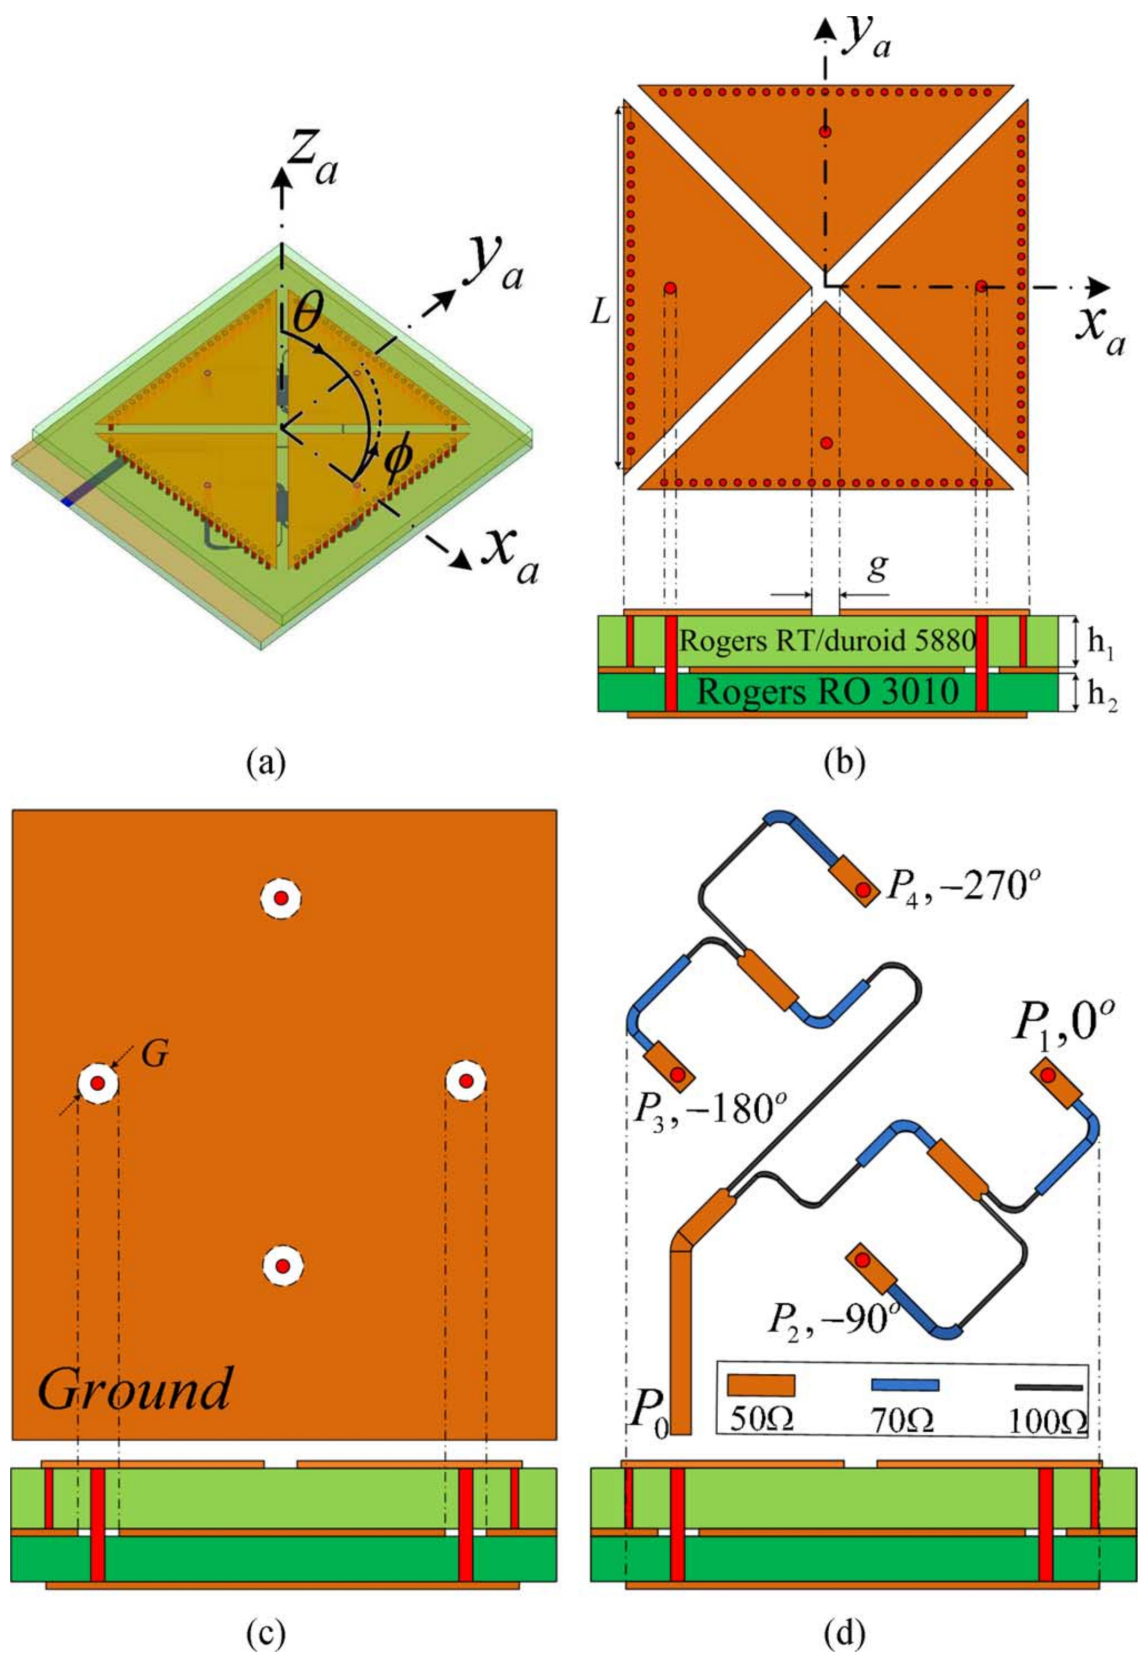 z_a
y_a
θ
ϕ
x_a
(a)
y_a
L
x_a
g
Rogers RT/duroid 5880
h_1
Rogers RO 3010
h_2
(b)
G
Ground
(c)
P_4,−270°
P_1,0°
P_3,−180°
P_2,−90°
P_0
50Ω 70Ω 100Ω
(d)